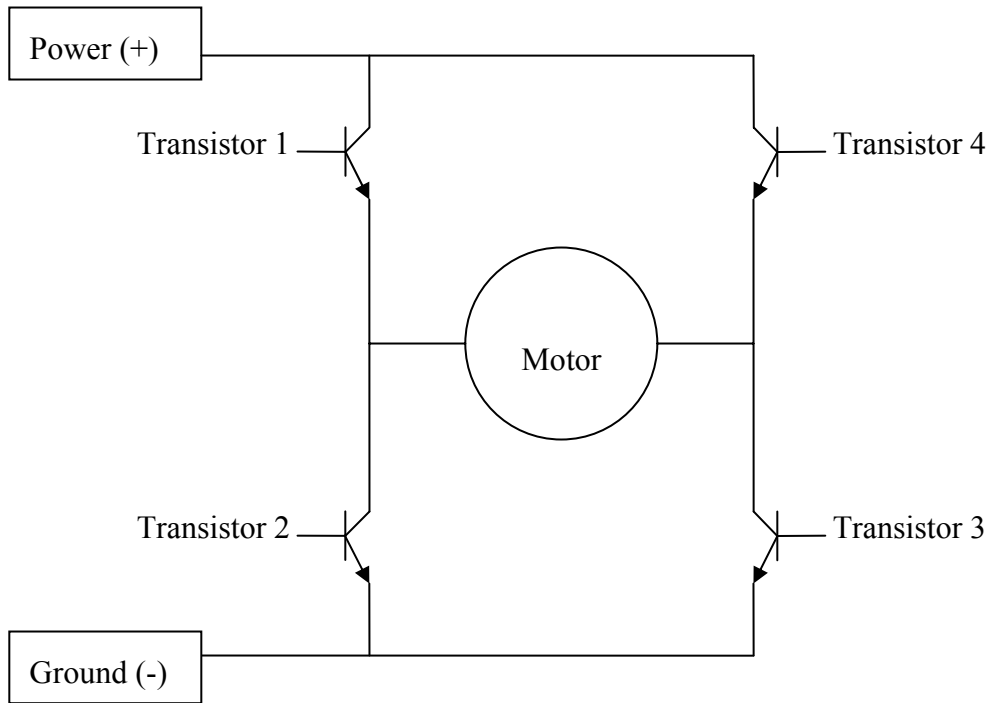 Power (+)
Transistor 1
Transistor 4
Motor
Transistor 2
Transistor 3
Ground (-)